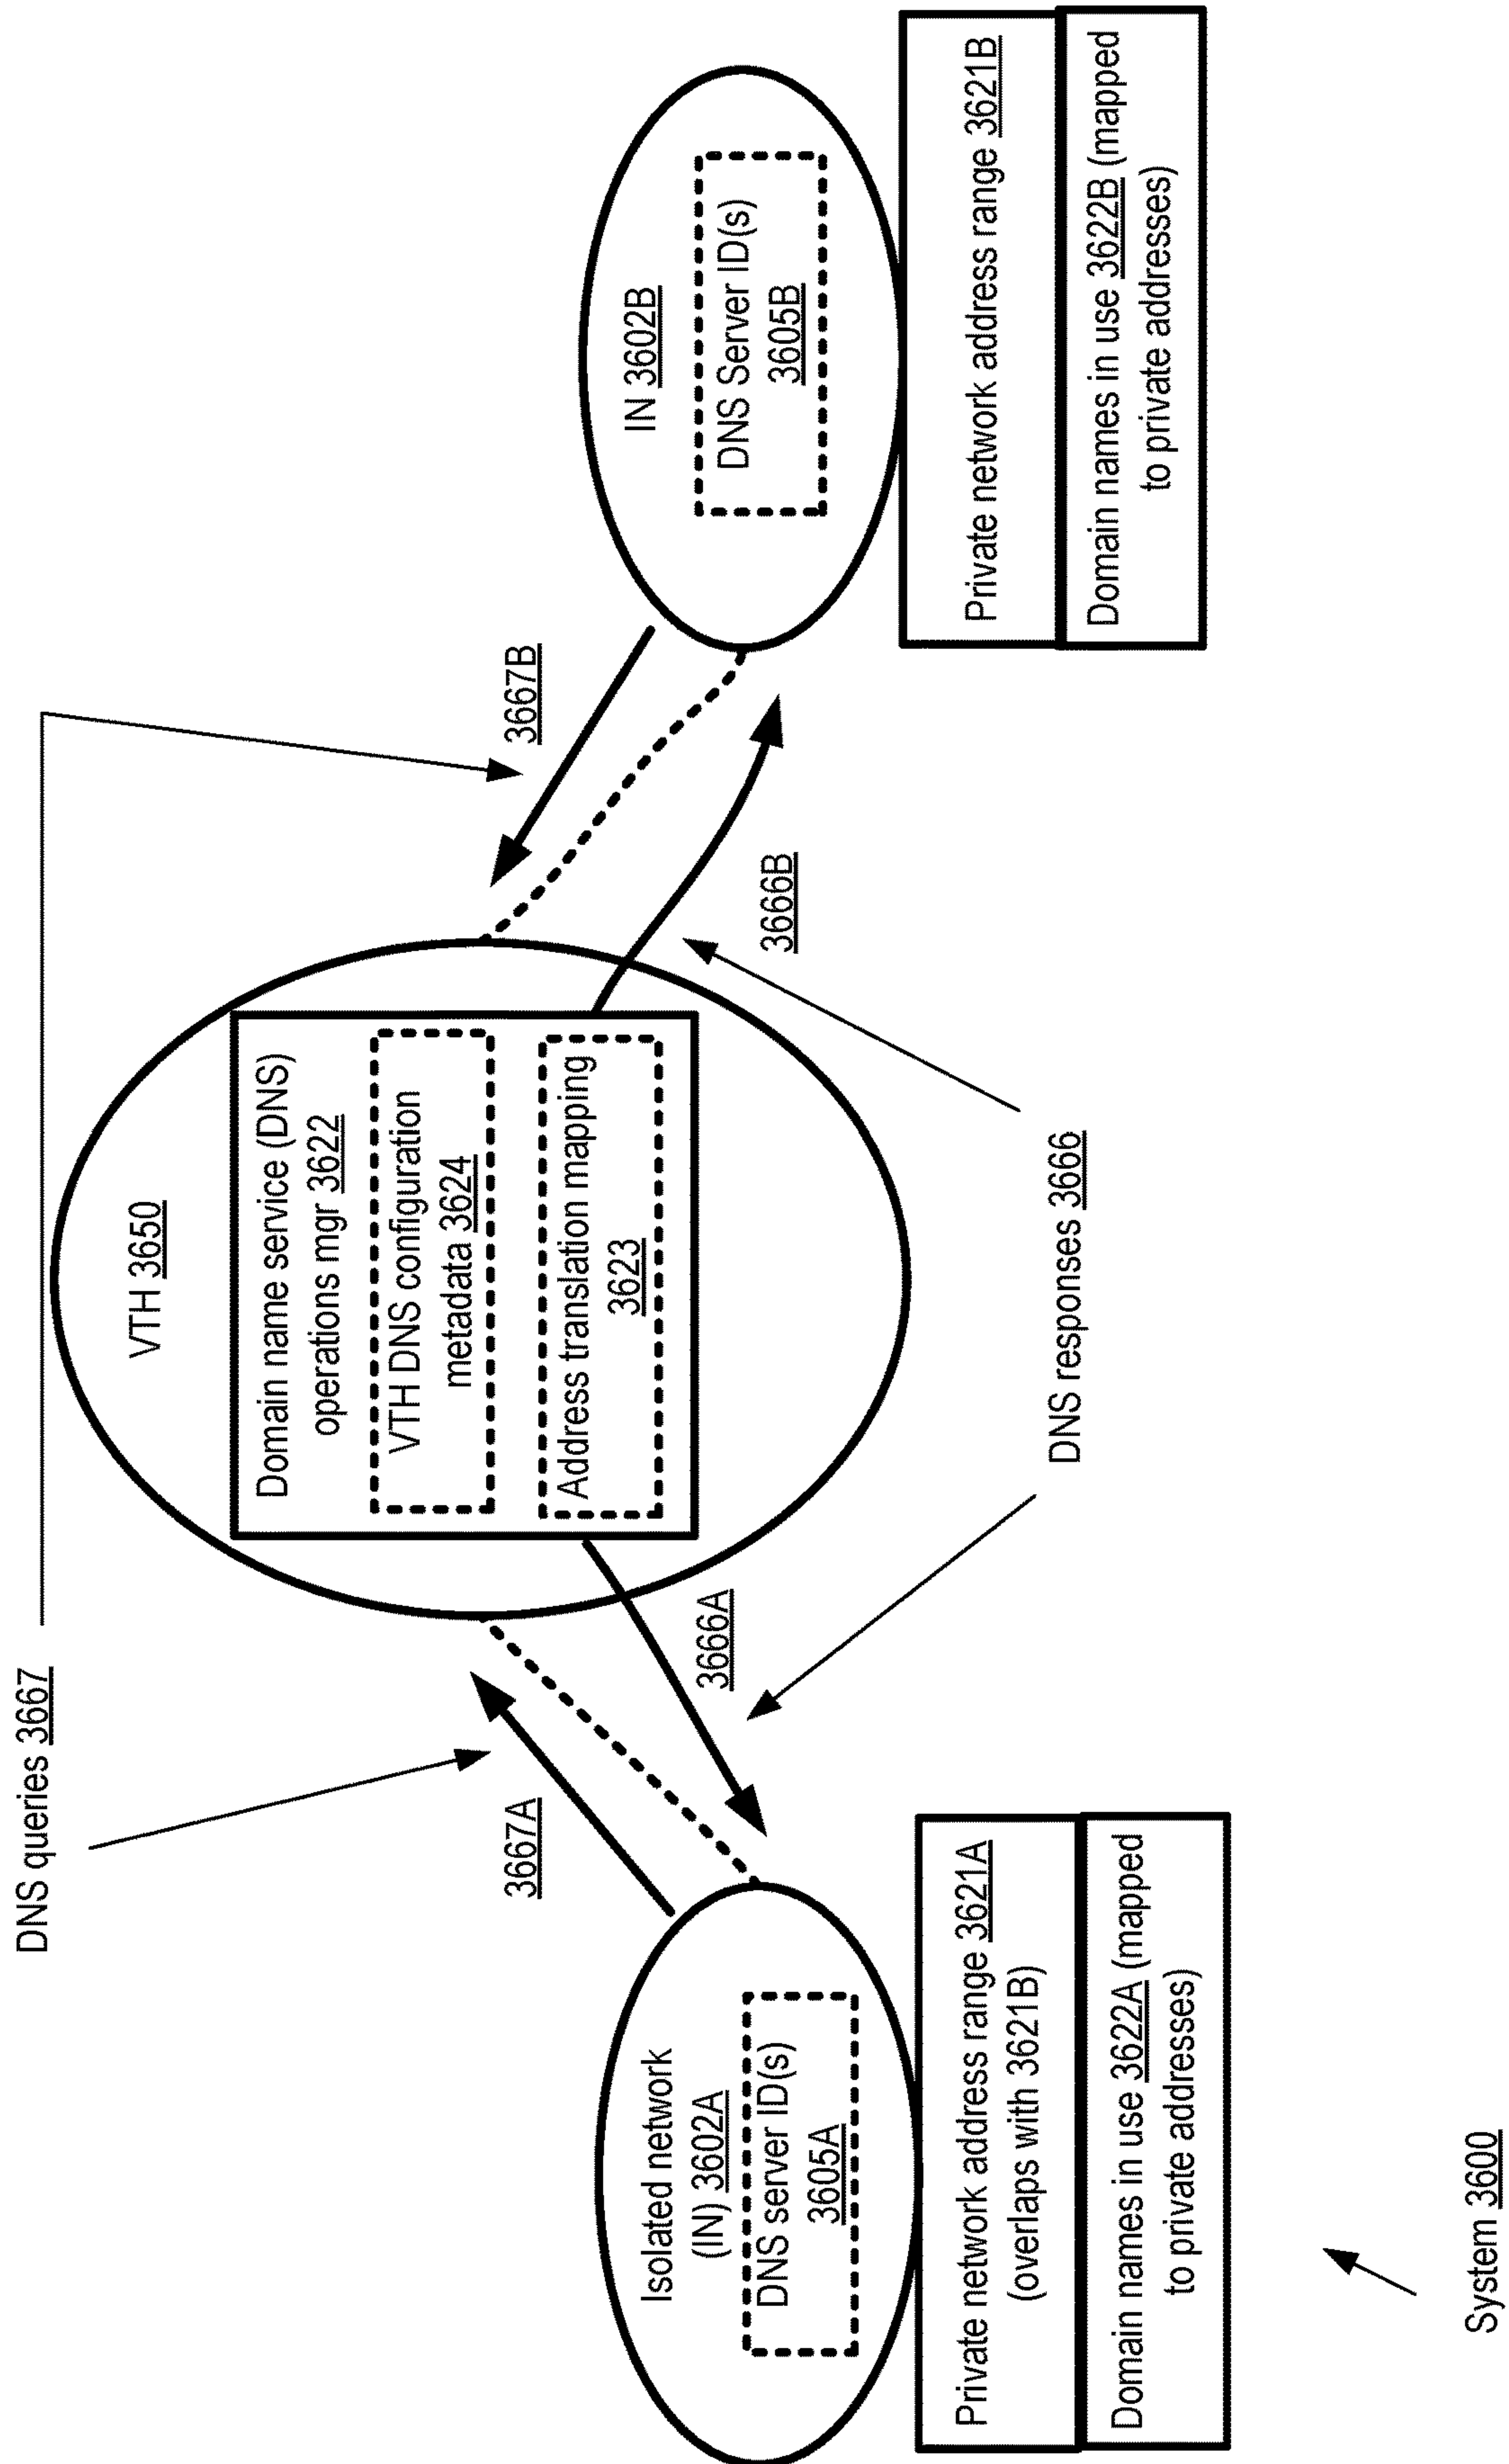 DNS queries 3667
VTH 3650
Domain name service (DNS)
operations mgr 3622
VTH DNS configuration
metadata 3624
Address translation mapping
3623
3667A
3667B
3666A
3666B
Isolated network
(IN) 3602A
DNS server ID(s)
3605A
Private network address range 3621A
(overlaps with 3621B)
Domain names in use 3622A (mapped
to private addresses)
IN 3602B
DNS Server ID(s)
3605B
Private network address range 3621B
Domain names in use 3622B (mapped
to private addresses)
DNS responses 3666
System 3600